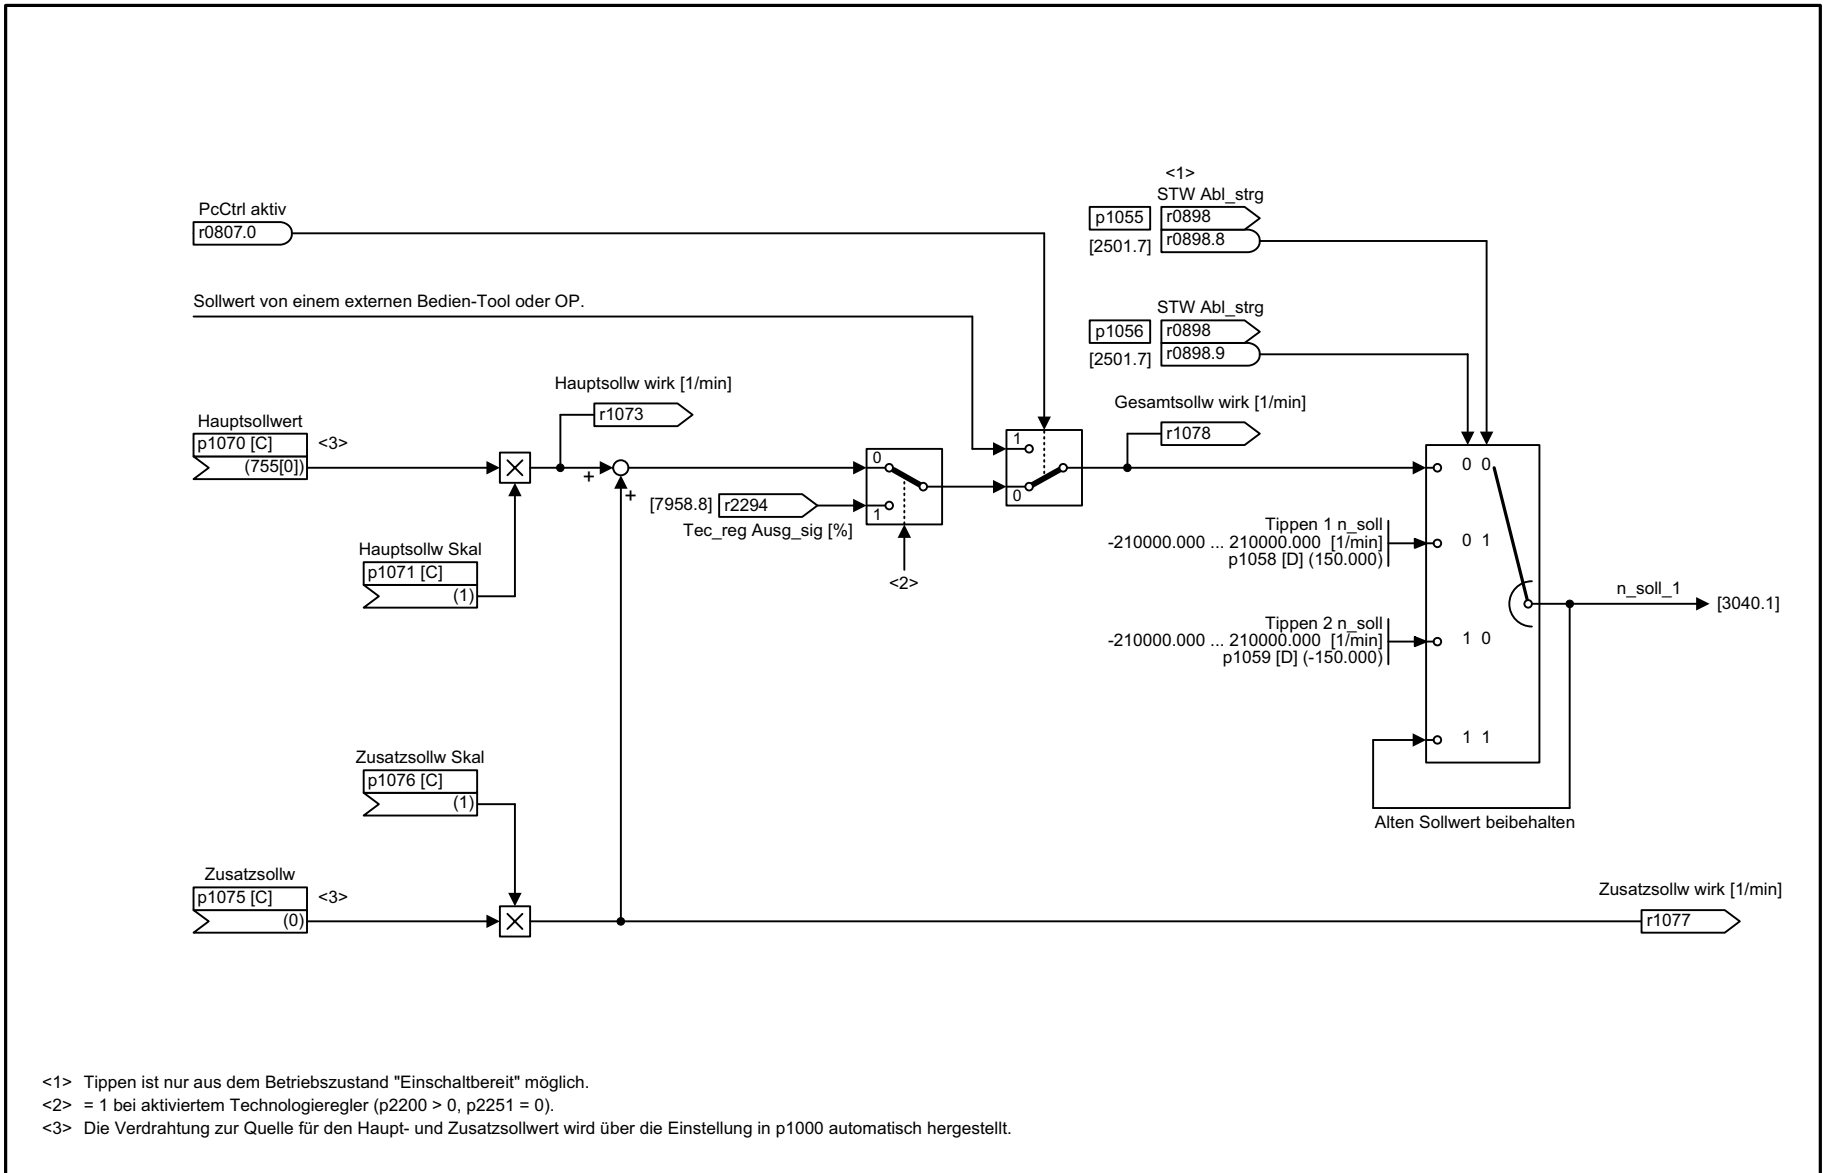 <1>
STW Abl_strg
PcCtrl aktiv
r0807.0
p1055
r0898
[2501.7]
r0898.8
Sollwert von einem externen Bedien-Tool oder OP.
STW Abl_strg
p1056
r0898
[2501.7]
r0898.9
Hauptsollw wirk [1/min]
r1073
Gesamtsollw wirk [1/min]
r1078
Hauptsollwert
p1070 [C]
<3>
(755[0])
+
+
0
1
[7958.8]
r2294
Tec_reg Ausg_sig [%]
<2>
1
0
0 0
Hauptsollw Skal
p1071 [C]
(1)
Tippen 1 n_soll
-210000.000 ... 210000.000 [1/min]
p1058 [D] (150.000)
0 1
n_soll_1
[3040.1]
Tippen 2 n_soll
-210000.000 ... 210000.000 [1/min]
p1059 [D] (-150.000)
1 0
1 1
Alten Sollwert beibehalten
Zusatzsollw Skal
p1076 [C]
(1)
Zusatzsollw
p1075 [C]
<3>
(0)
Zusatzsollw wirk [1/min]
r1077
<1> Tippen ist nur aus dem Betriebszustand "Einschaltbereit" möglich.
<2> = 1 bei aktiviertem Technologieregler (p2200 > 0, p2251 = 0).
<3> Die Verdrahtung zur Quelle für den Haupt- und Zusatzsollwert wird über die Einstellung in p1000 automatisch hergestellt.